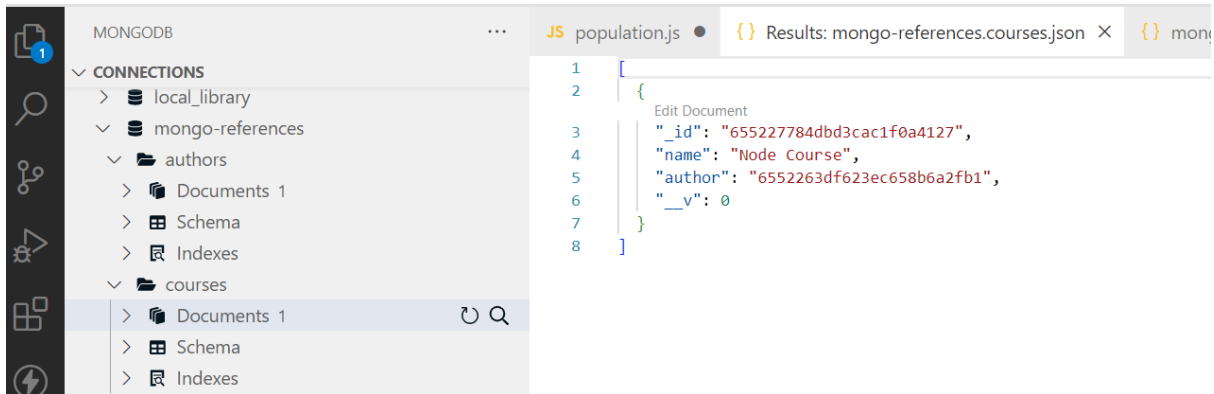 1
MONGODB
...
CONNECTIONS
local_library
mongo-references
authors
Documents 1
Schema
Indexes
courses
Documents 1
Schema
Indexes
JS population.js
{ } Results: mongo-references.courses.json ×
{ } mong
1 [
2 {
Edit Document
3 "_id": "655227784dbd3cac1f0a4127",
4 "name": "Node Course",
5 "author": "6552263df623ec658b6a2fb1",
6 "__v": 0
7 }
8 ]